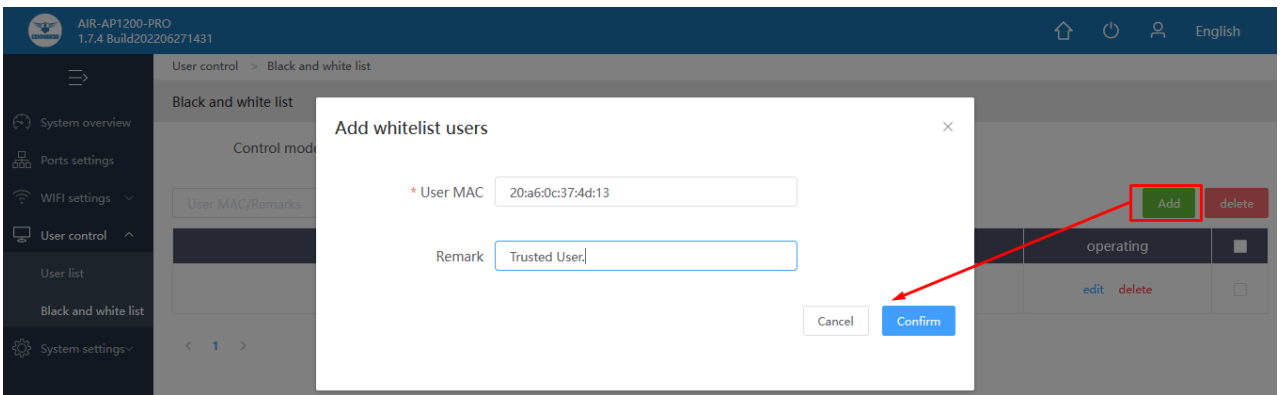 AIR-AP1200-PRO
1.7.4 Build202206271431
English
User control > Black and white list
Black and white list
System overview
Ports settings
WIFI settings
User control
User list
Black and white list
System settings
Control mode
User MAC/Remarks
Add
delete
operating
edit delete
< 1 >
Add whitelist users
* User MAC
20:a6:0c:37:4d:13
Remark
Trusted User.
Cancel
Confirm